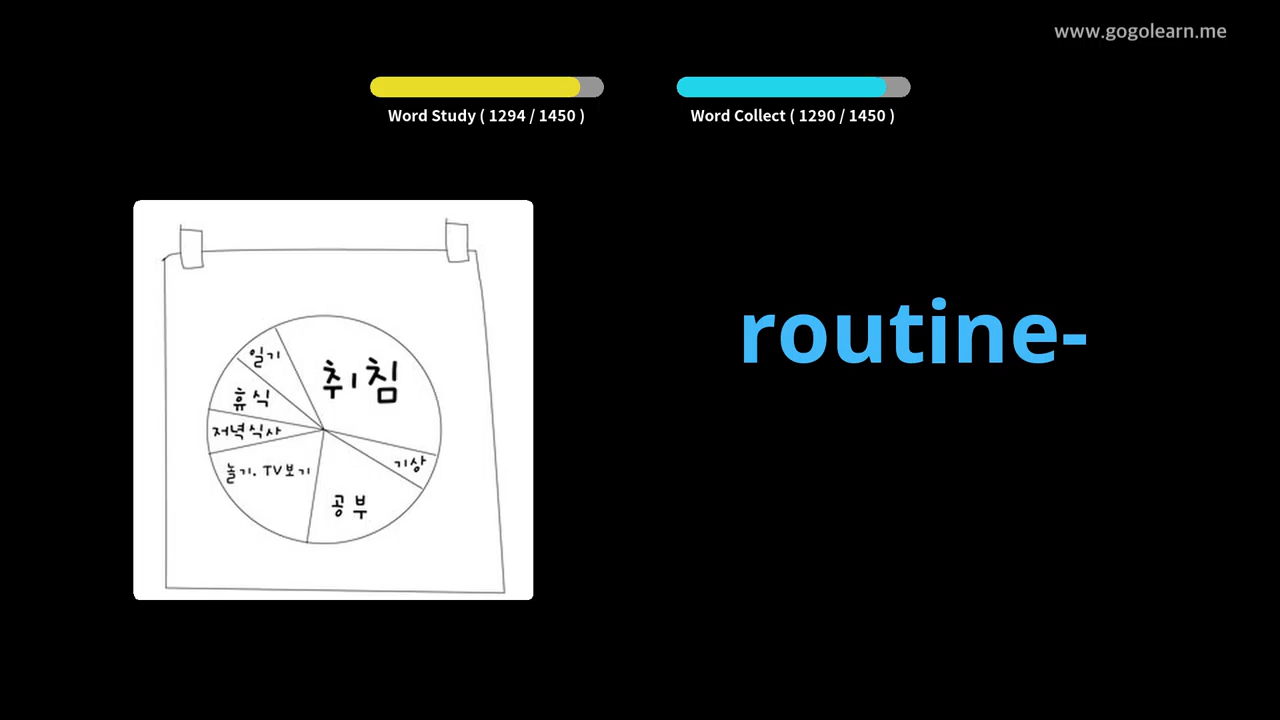 www.gogolearn.me
Word Study ( 1294 / 1450 )
Word Collect ( 1290 / 1450 )
일기
취침
휴식
저녁식사
기상
놀기. TV보기
공부
routine-